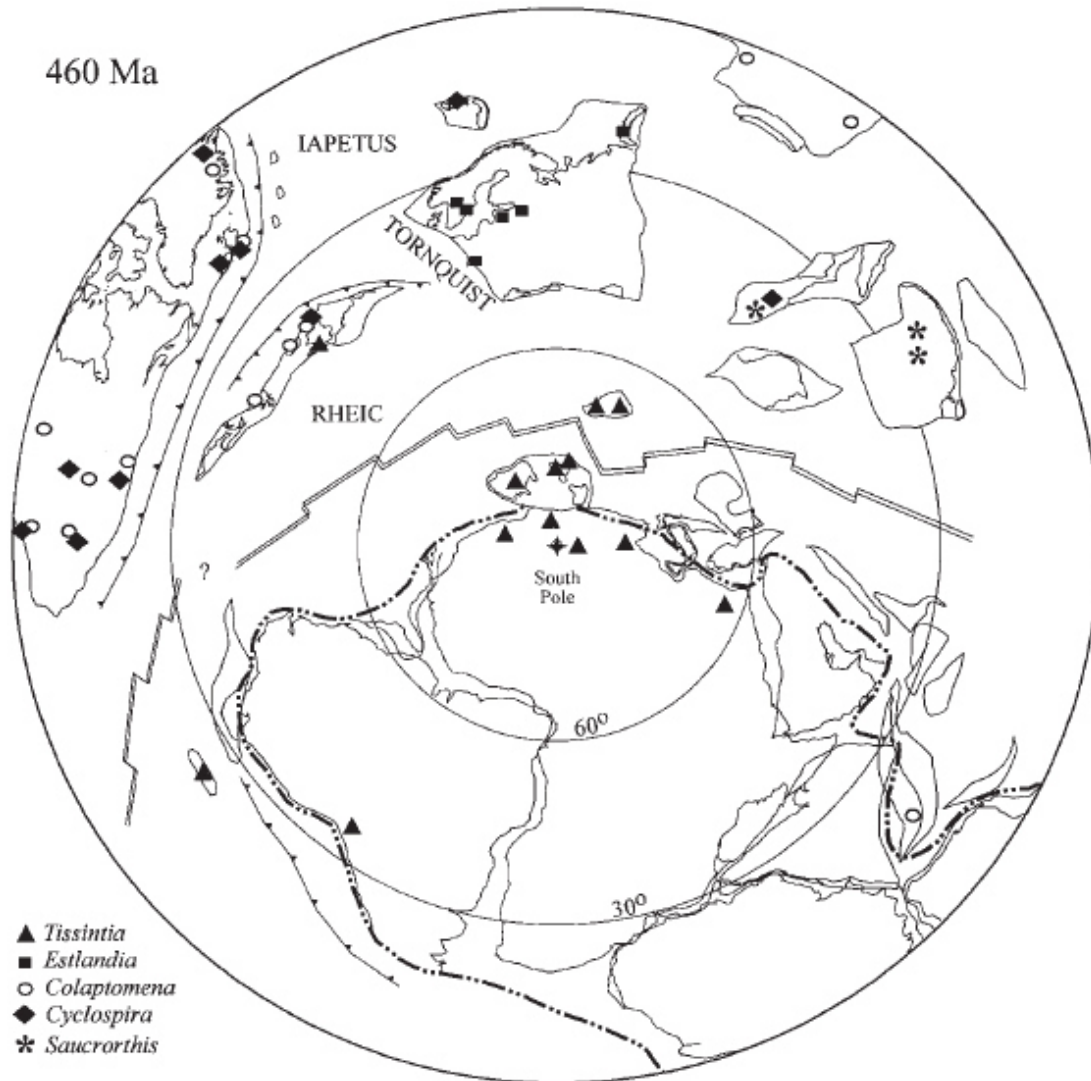 460 Ma
IAPETUS
TORNQUIST
RHEIC
South
Pole
?
60°
30°
Tissintia
Estlandia
Colaptomena
Cyclospira
Saucrorthis